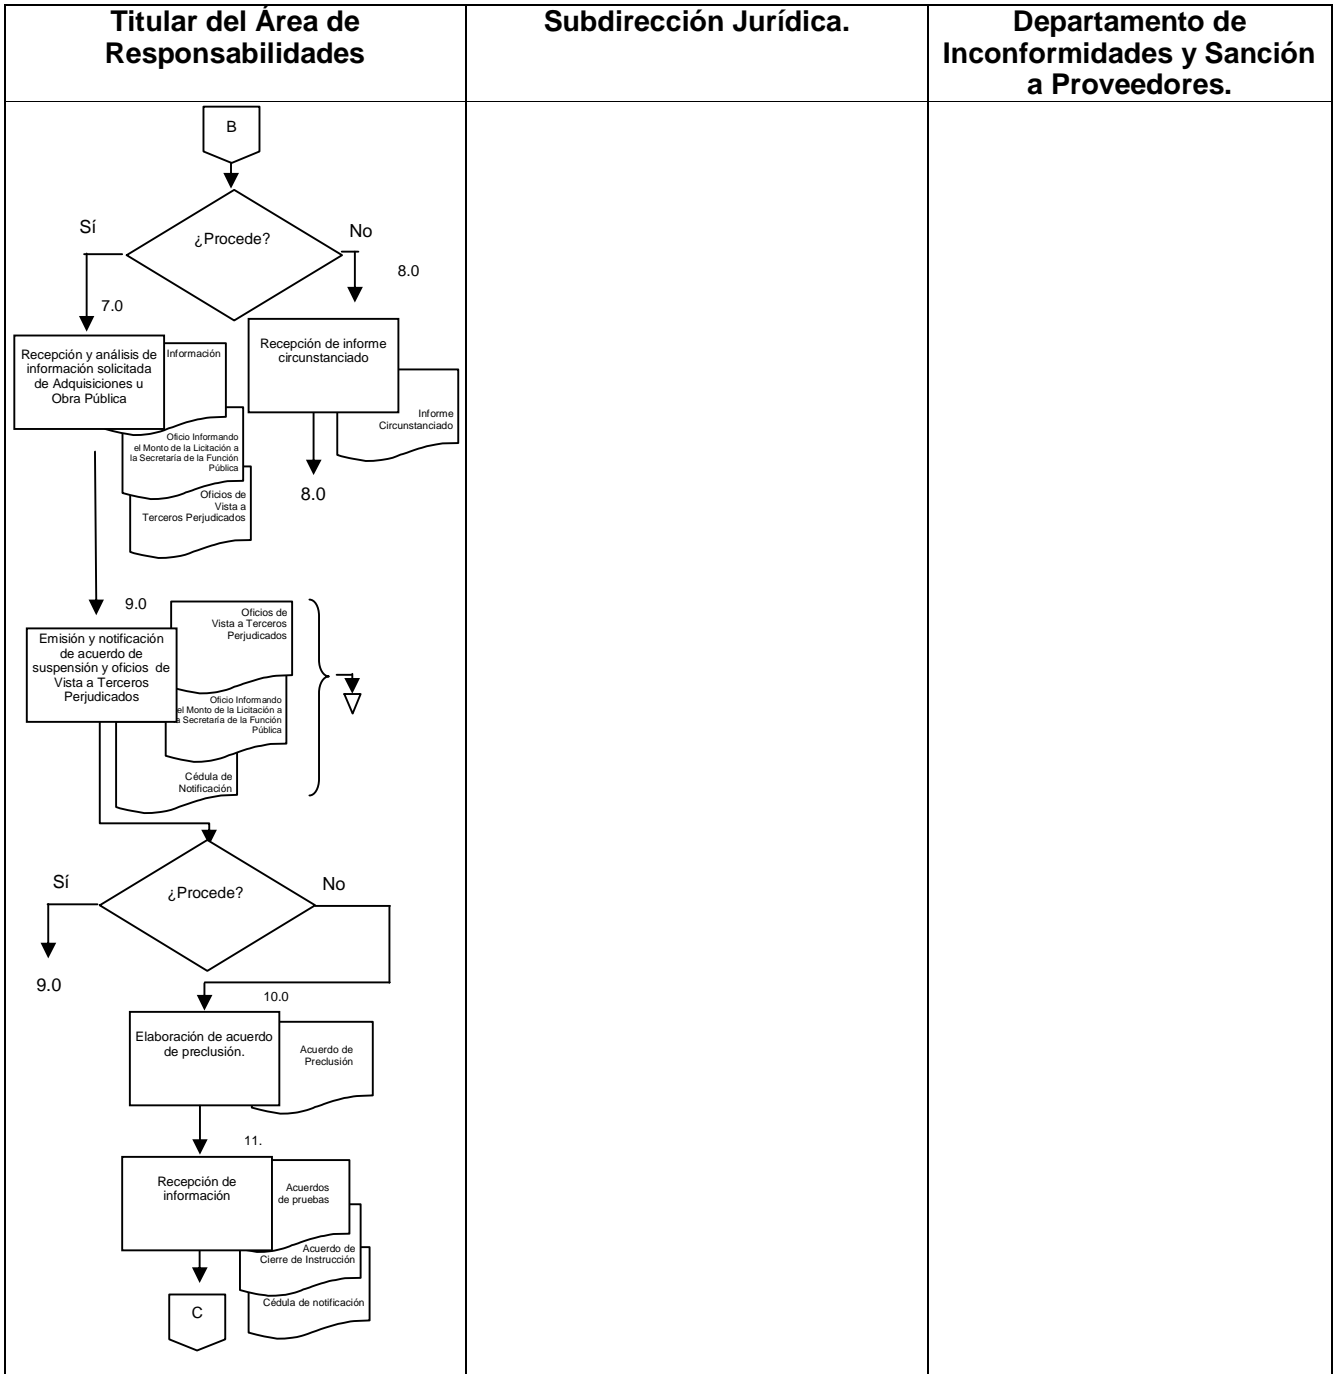 Titular del Área de
Responsabilidades
Subdirección Jurídica.
Departamento de
Inconformidades y Sanción
a Proveedores.
B
Sí
¿Procede?
No
8.0
7.0
Recepción y análisis de
información solicitada
de Adquisiciones u
Obra Pública
Información
Oficio Informando
el Monto de la Licitación a
la Secretaría de la Función
Pública
Oficios de
Vista a
Terceros Perjudicados
Recepción de informe
circunstanciado
Informe
Circunstanciado
8.0
9.0
Emisión y notificación
de acuerdo de
suspensión y oficios de
Vista a Terceros
Perjudicados
Oficios de
Vista a Terceros
Perjudicados
Oficio Informando
el Monto de la Licitación a
a Secretaría de la Función
Pública
Cédula de
Notificación
Sí
¿Procede?
No
9.0
10.0
Elaboración de acuerdo
de preclusión.
Acuerdo de
Preclusión
11.
Recepción de
información
Acuerdos
de pruebas
Acuerdo de
Cierre de Instrucción
Cédula de notificación
C